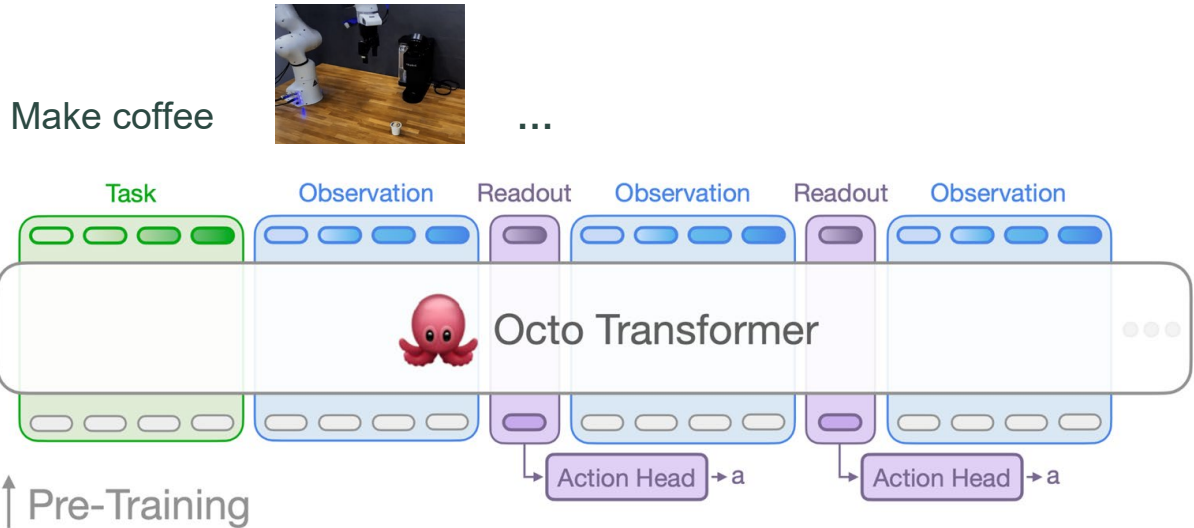 Make coffee ...
Task Observation Readout Observation Readout Observation
Octo Transformer
Action Head a Action Head a
Pre-Training